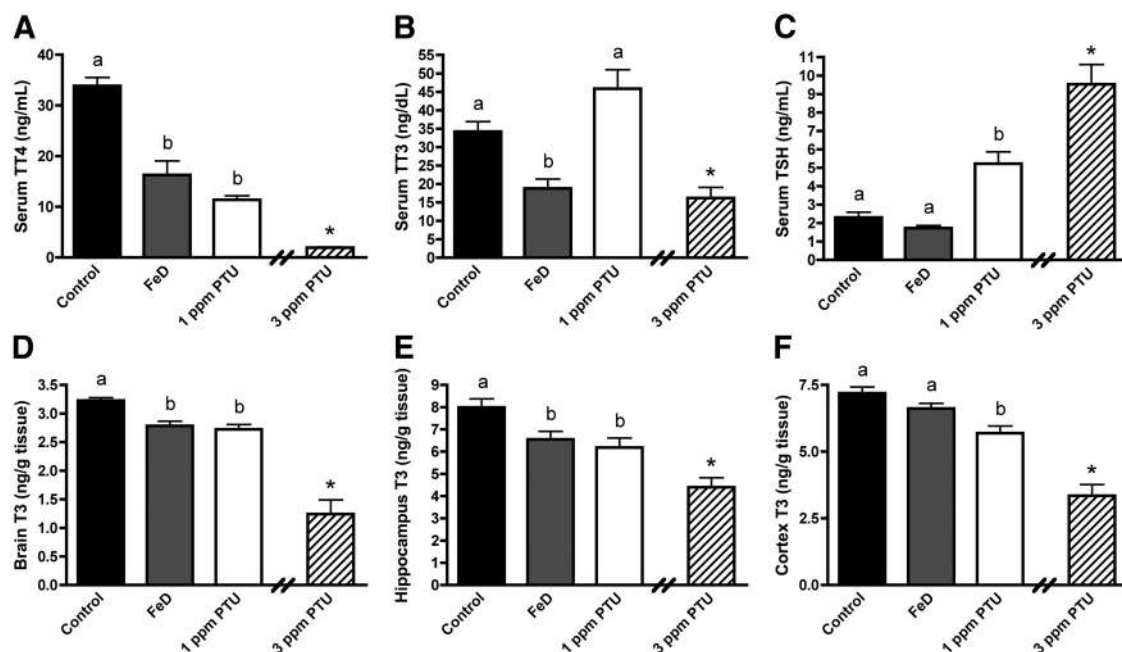 A
Serum TT4 (ng/mL)
40
30
20
10
0
a
b
b
*
Control
FeD
1 ppm PTU
3 ppm PTU
B
Serum TT3 (ng/dL)
55
50
45
40
35
30
25
20
15
10
5
0
a
b
a
*
Control
FeD
1 ppm PTU
3 ppm PTU
C
Serum TSH (ng/mL)
11
10
9
8
7
6
5
4
3
2
1
0
a
a
b
*
Control
FeD
1 ppm PTU
3 ppm PTU
D
Brain T3 (ng/g tissue)
3.5
3.0
2.5
2.0
1.5
1.0
0.5
0.0
a
b
b
*
Control
FeD
1 ppm PTU
3 ppm PTU
E
Hippocampus T3 (ng/g tissue)
9
8
7
6
5
4
3
2
1
0
a
b
b
*
Control
FeD
1 ppm PTU
3 ppm PTU
F
Cortex T3 (ng/g tissue)
7.5
5.0
2.5
0.0
a
a
b
*
Control
FeD
1 ppm PTU
3 ppm PTU